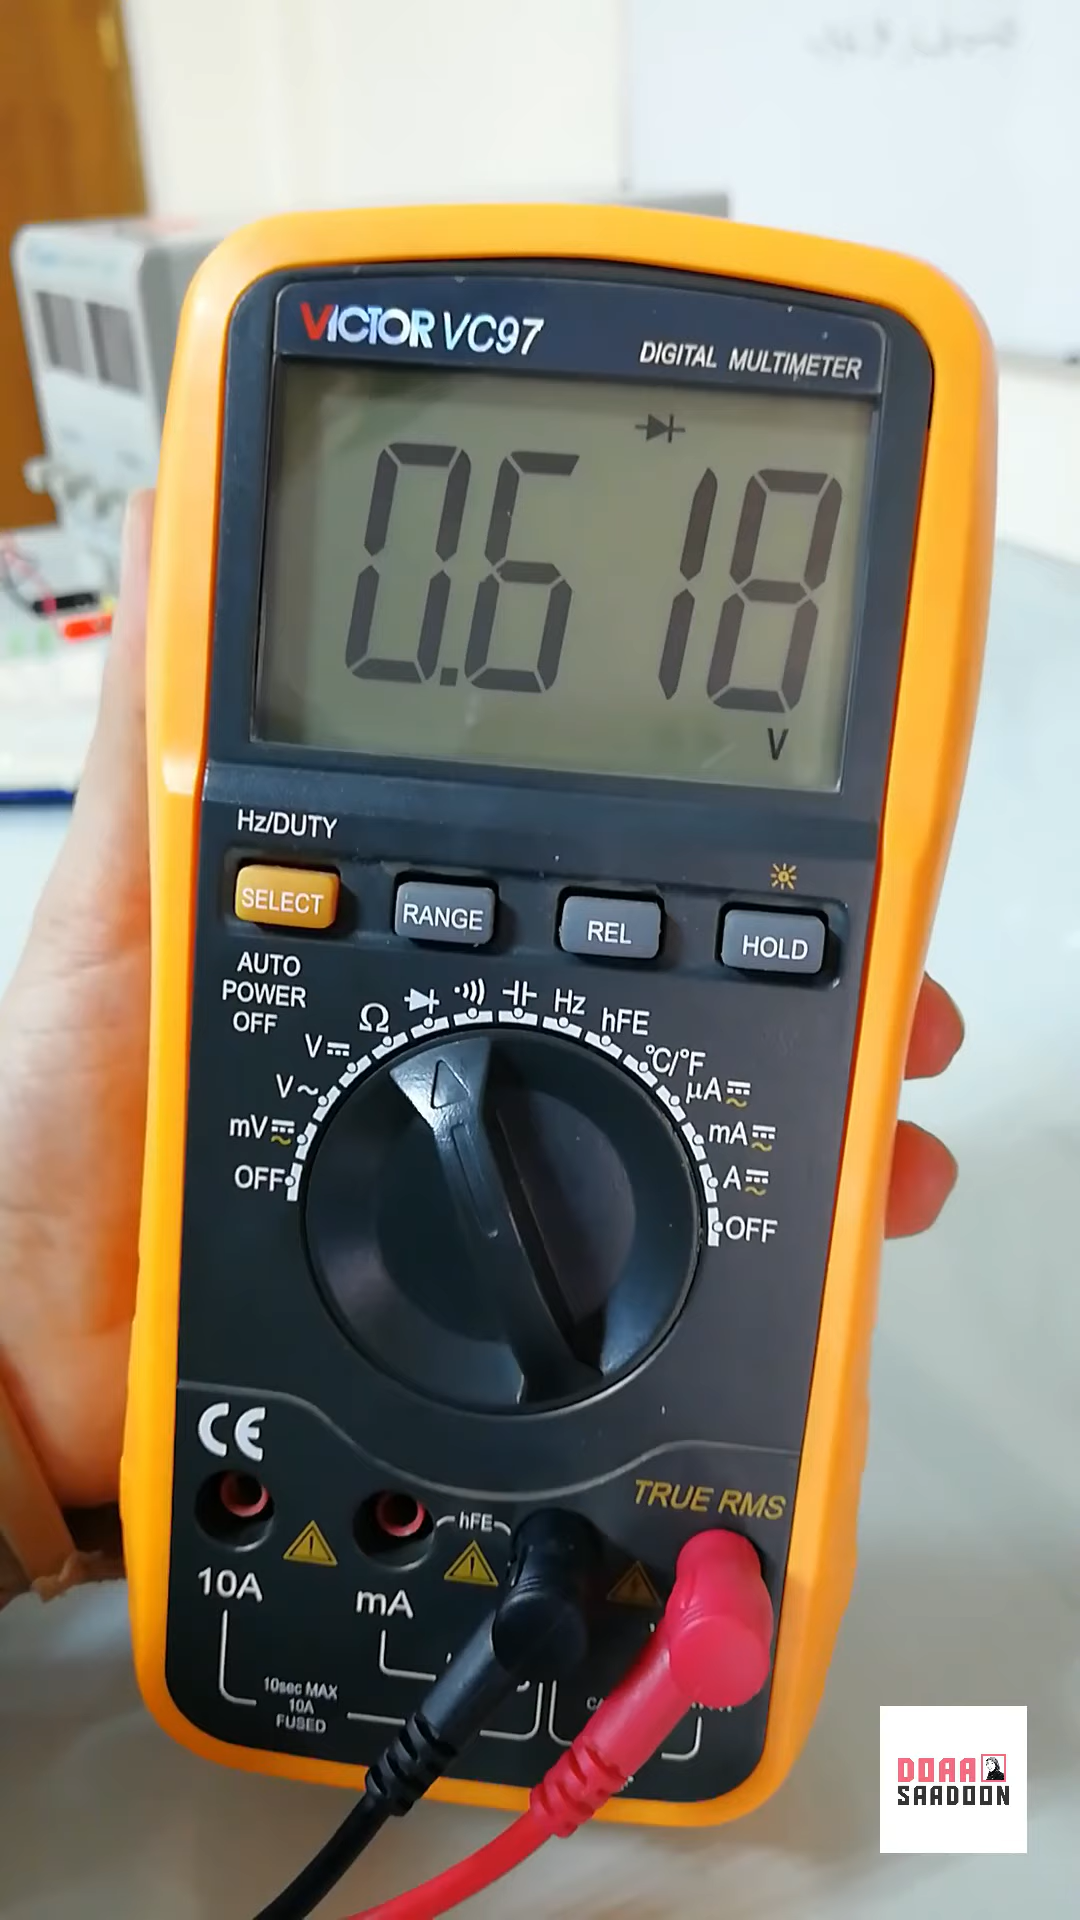 VICTOR VC97
DIGITAL MULTIMETER
0.618
V
Hz/DUTY
SELECT
RANGE
REL
HOLD
AUTO
POWER
OFF
OFF
mV
V
V
Ω
Hz
hFE
°C/°F
µA
mA
A
OFF
CE
TRUE RMS
hFE
10A
mA
10sec MAX
10A
FUSED
DOAA
SAADOON